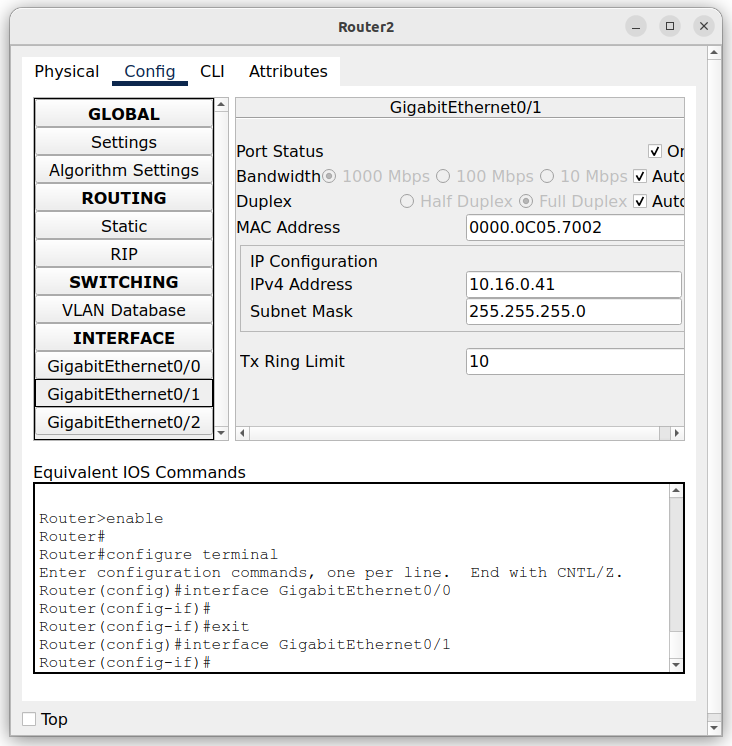 Router2
Physical Config CLI Attributes
GLOBAL
Settings
Algorithm Settings
ROUTING
Static
RIP
SWITCHING
VLAN Database
INTERFACE
GigabitEthernet0/0
GigabitEthernet0/1
GigabitEthernet0/2
GigabitEthernet0/1
Port Status On
Bandwidth 1000 Mbps 100 Mbps 10 Mbps Auto
Duplex Half Duplex Full Duplex Auto
MAC Address 0000.0C05.7002
IP Configuration
IPv4 Address 10.16.0.41
Subnet Mask 255.255.255.0
Tx Ring Limit 10
Equivalent IOS Commands
Router>enable
Router#
Router#configure terminal
Enter configuration commands, one per line.  End with CNTL/Z.
Router(config)#interface GigabitEthernet0/0
Router(config-if)#
Router(config-if)#exit
Router(config)#interface GigabitEthernet0/1
Router(config-if)#
Top